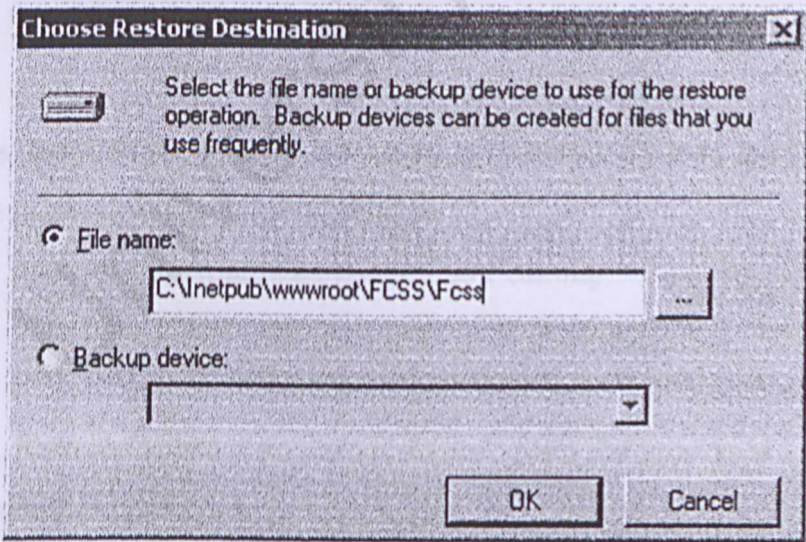 Choose Restore Destination
Select the file name or backup device to use for the restore
operation. Backup devices can be created for files that you
use frequently.
File name:
C:\Inetpub\wwwroot\FCSS\Fcss
...
Backup device:
OK Cancel